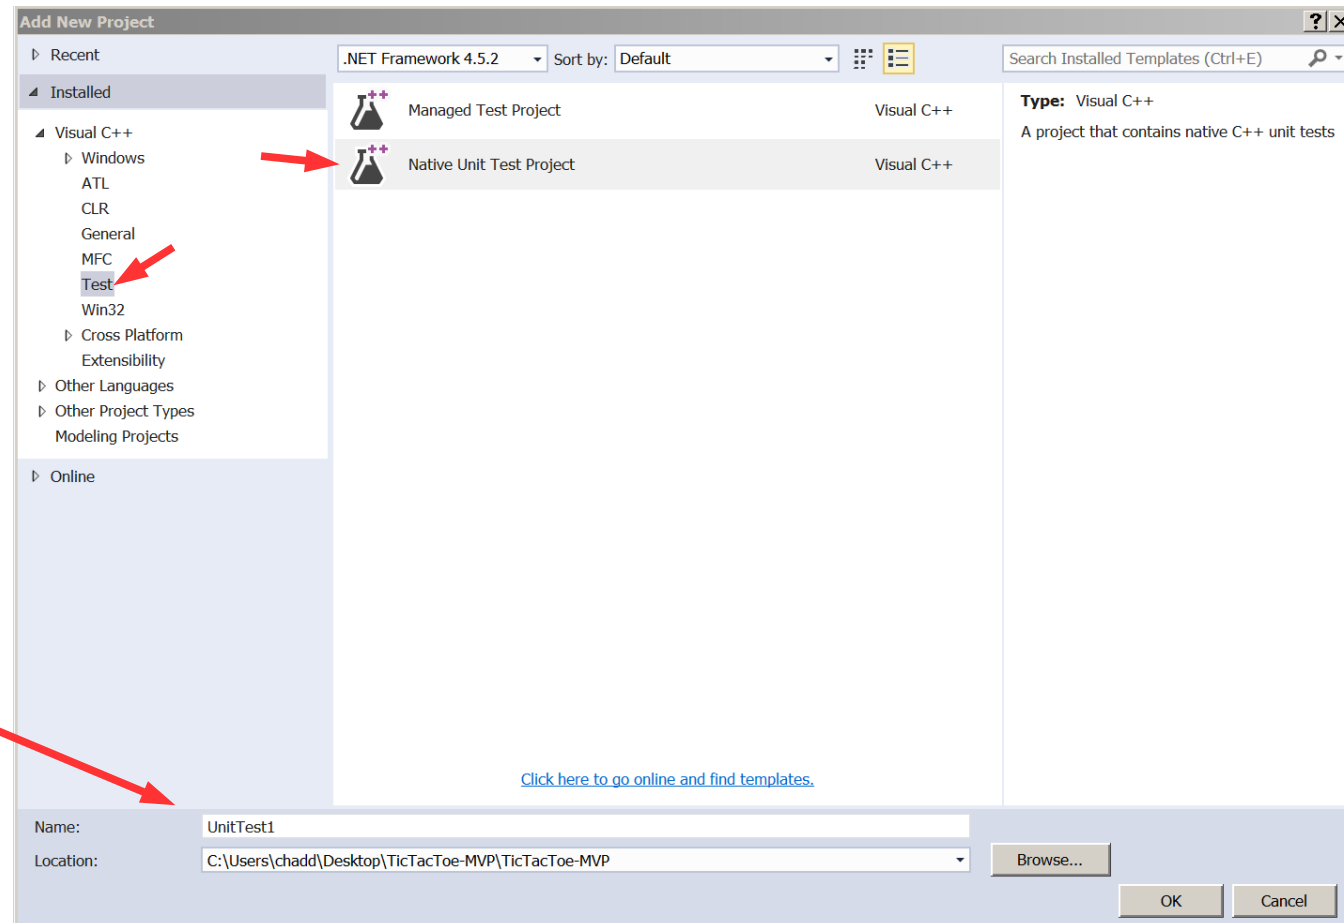 Add New Project
?
Recent
.NET Framework 4.5.2
Sort by:
Default
Search Installed Templates (Ctrl+E)
Installed
Visual C++
Windows
ATL
CLR
General
MFC
Test
Win32
Cross Platform
Extensibility
Other Languages
Other Project Types
Modeling Projects
Online
++
Managed Test Project Visual C++
++
Native Unit Test Project Visual C++
Click here to go online and find templates.
Type: Visual C++
A project that contains native C++ unit tests
Name: UnitTest1
Location: C:\Users\chadd\Desktop\TicTacToe-MVP\TicTacToe-MVP
Browse...
OK Cancel